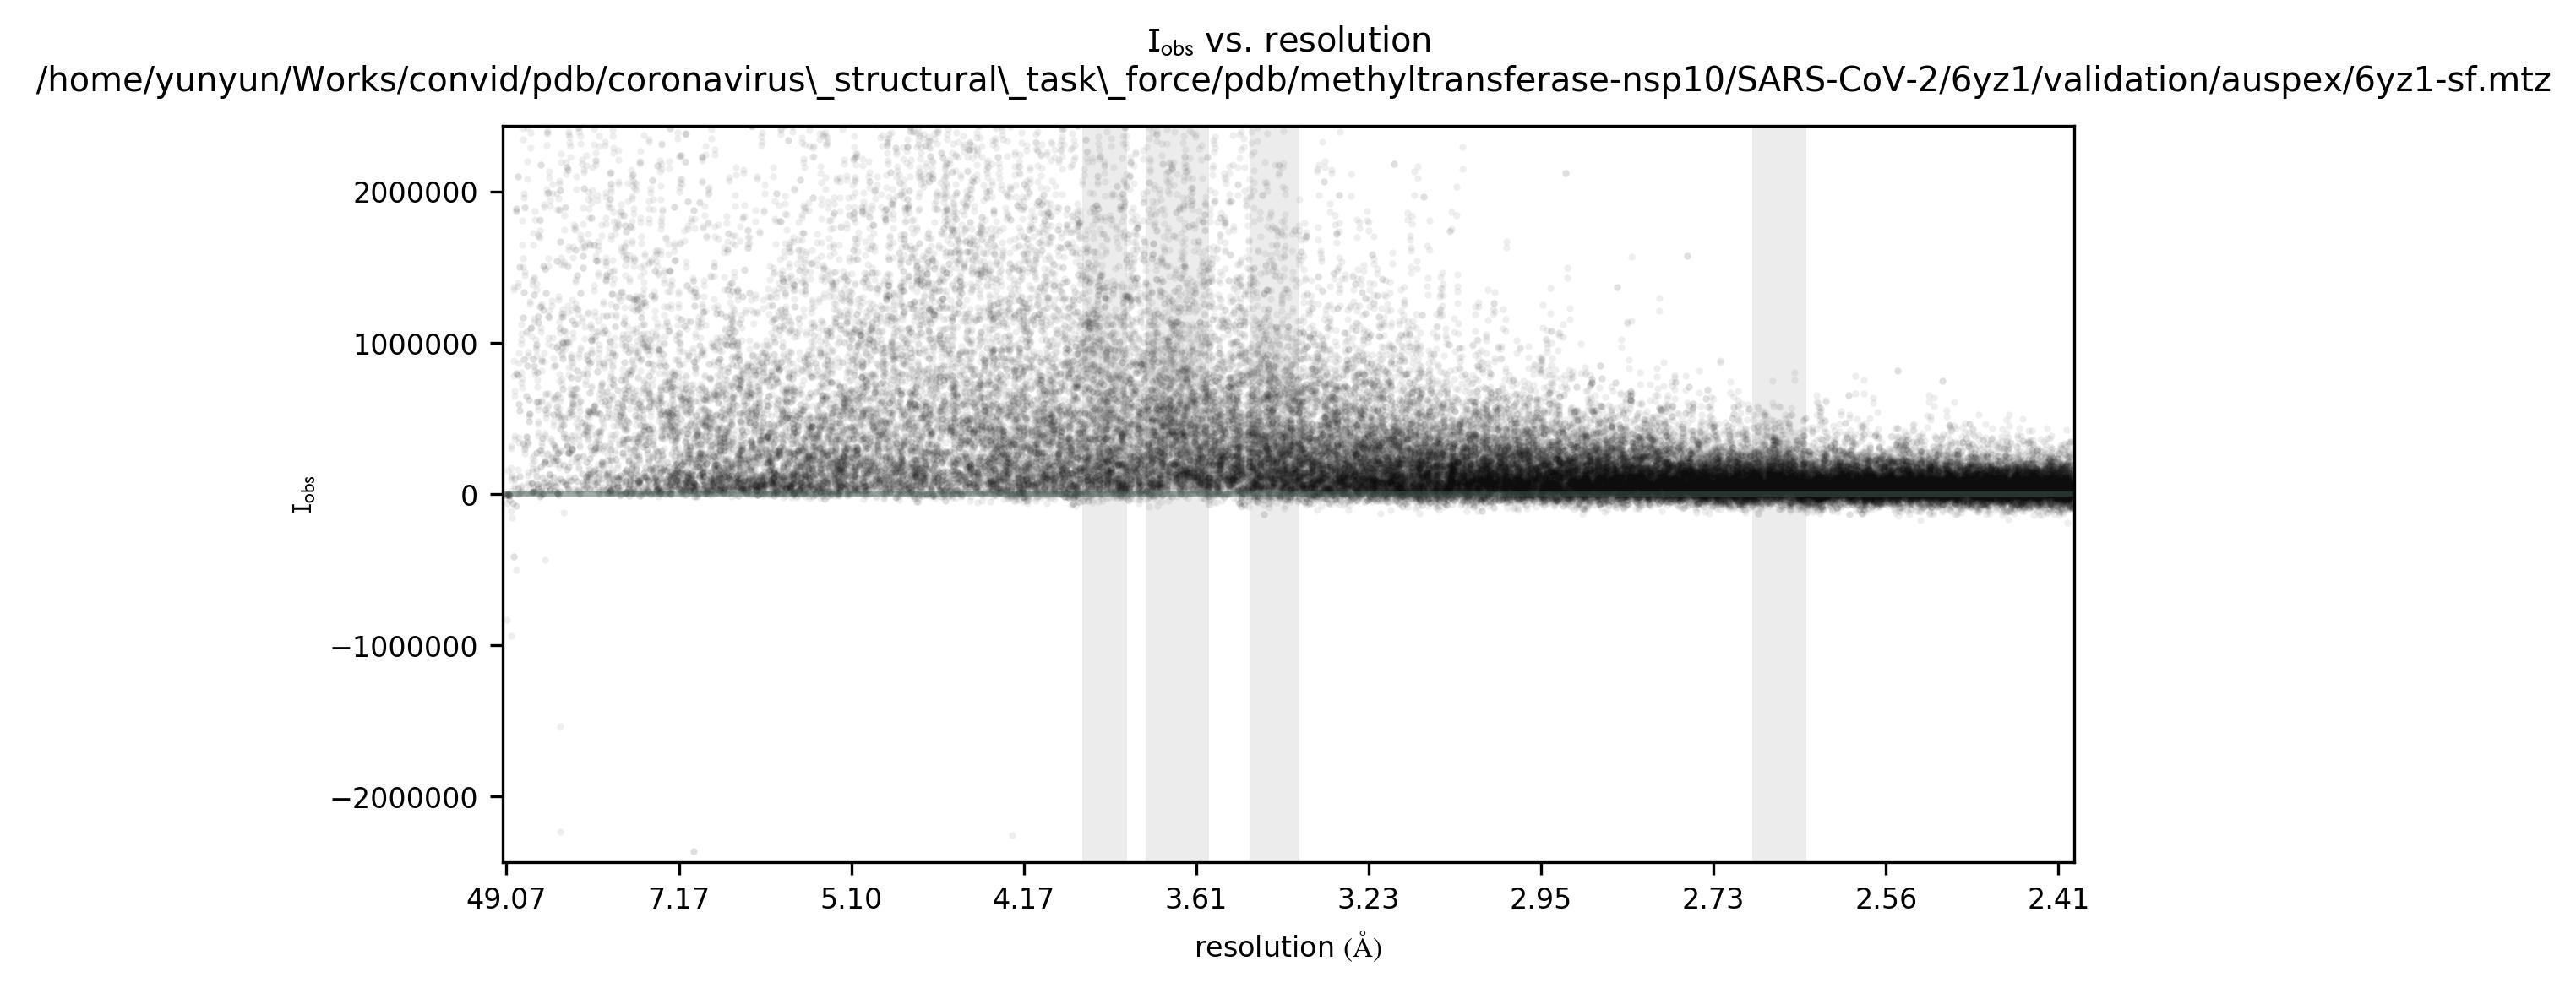 I_obs vs. resolution
/home/yunyun/Works/convid/pdb/coronavirus\_structural\_task\_force/pdb/methyltransferase-nsp10/SARS-CoV-2/6yz1/validation/auspex/6yz1-sf.mtz
2000000
1000000
0
−1000000
−2000000
I_obs
49.07 7.17 5.10 4.17 3.61 3.23 2.95 2.73 2.56 2.41
resolution (Å)